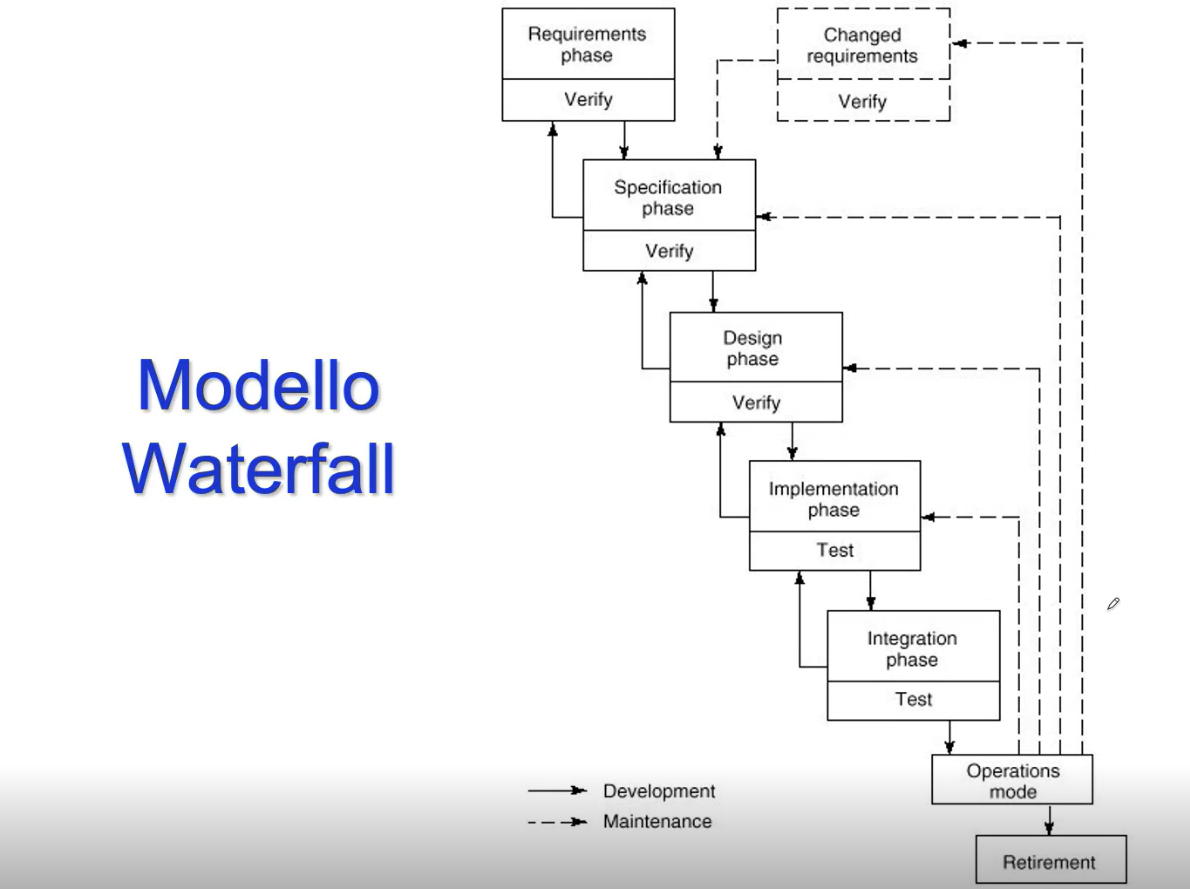 Modello
Waterfall
Requirements
phase
Verify
Changed
requirements
Verify
Specification
phase
Verify
Design
phase
Verify
Implementation
phase
Test
Integration
phase
Test
Operations
mode
Retirement
Development
Maintenance